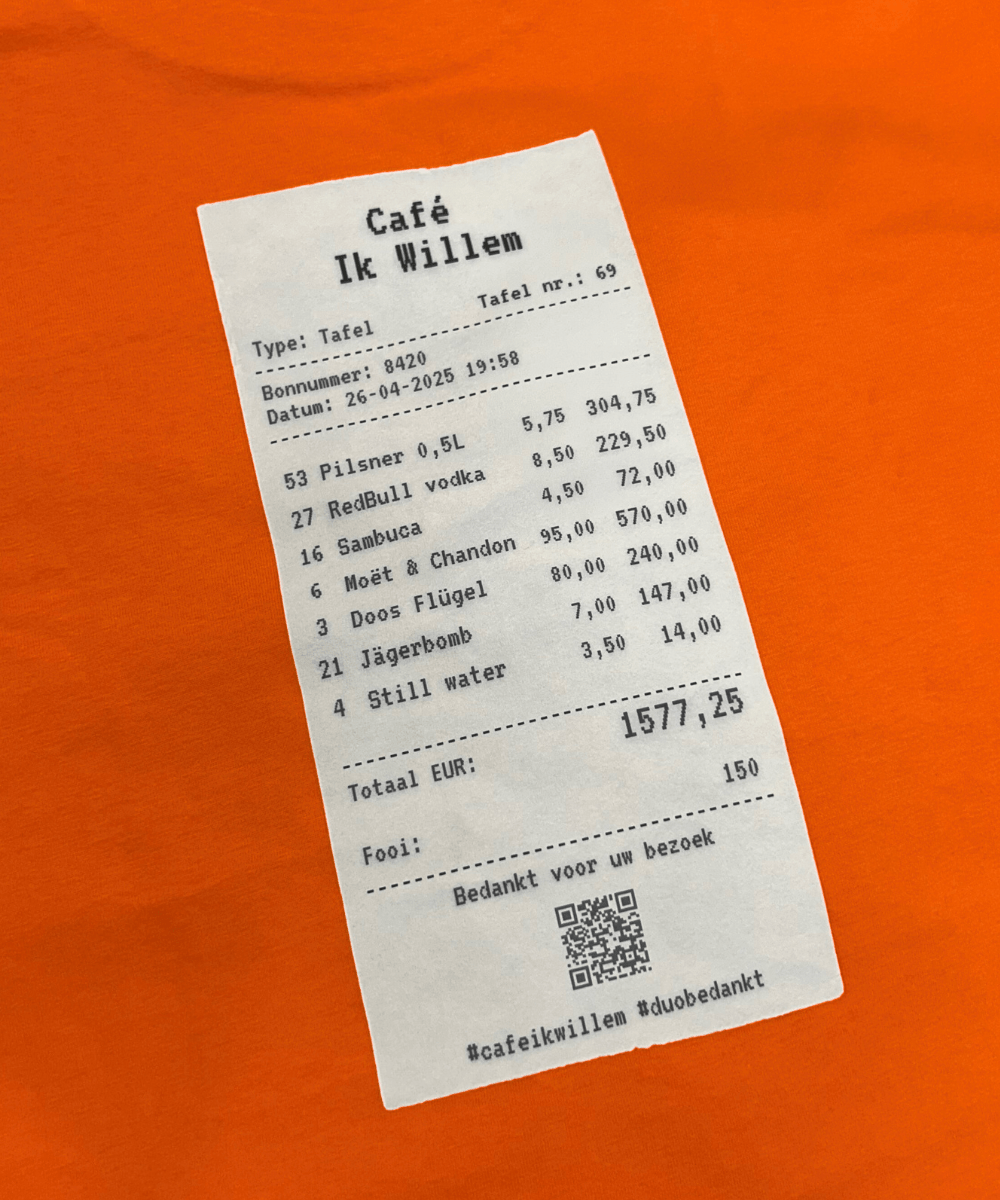 Café
Ik Willem
Type: Tafel Tafel nr.: 69
Bonnummer: 8420
Datum: 26-04-2025 19:58
53 Pilsner 0,5L 5,75 304,75
27 RedBull vodka 8,50 229,50
16 Sambuca 4,50 72,00
6 Moët & Chandon 95,00 570,00
3 Doos Flügel 80,00 240,00
21 Jägerbomb 7,00 147,00
4 Still water 3,50 14,00
Totaal EUR: 1577,25
Fooi: 150
Bedankt voor uw bezoek
#cafeikwillem #duobedankt